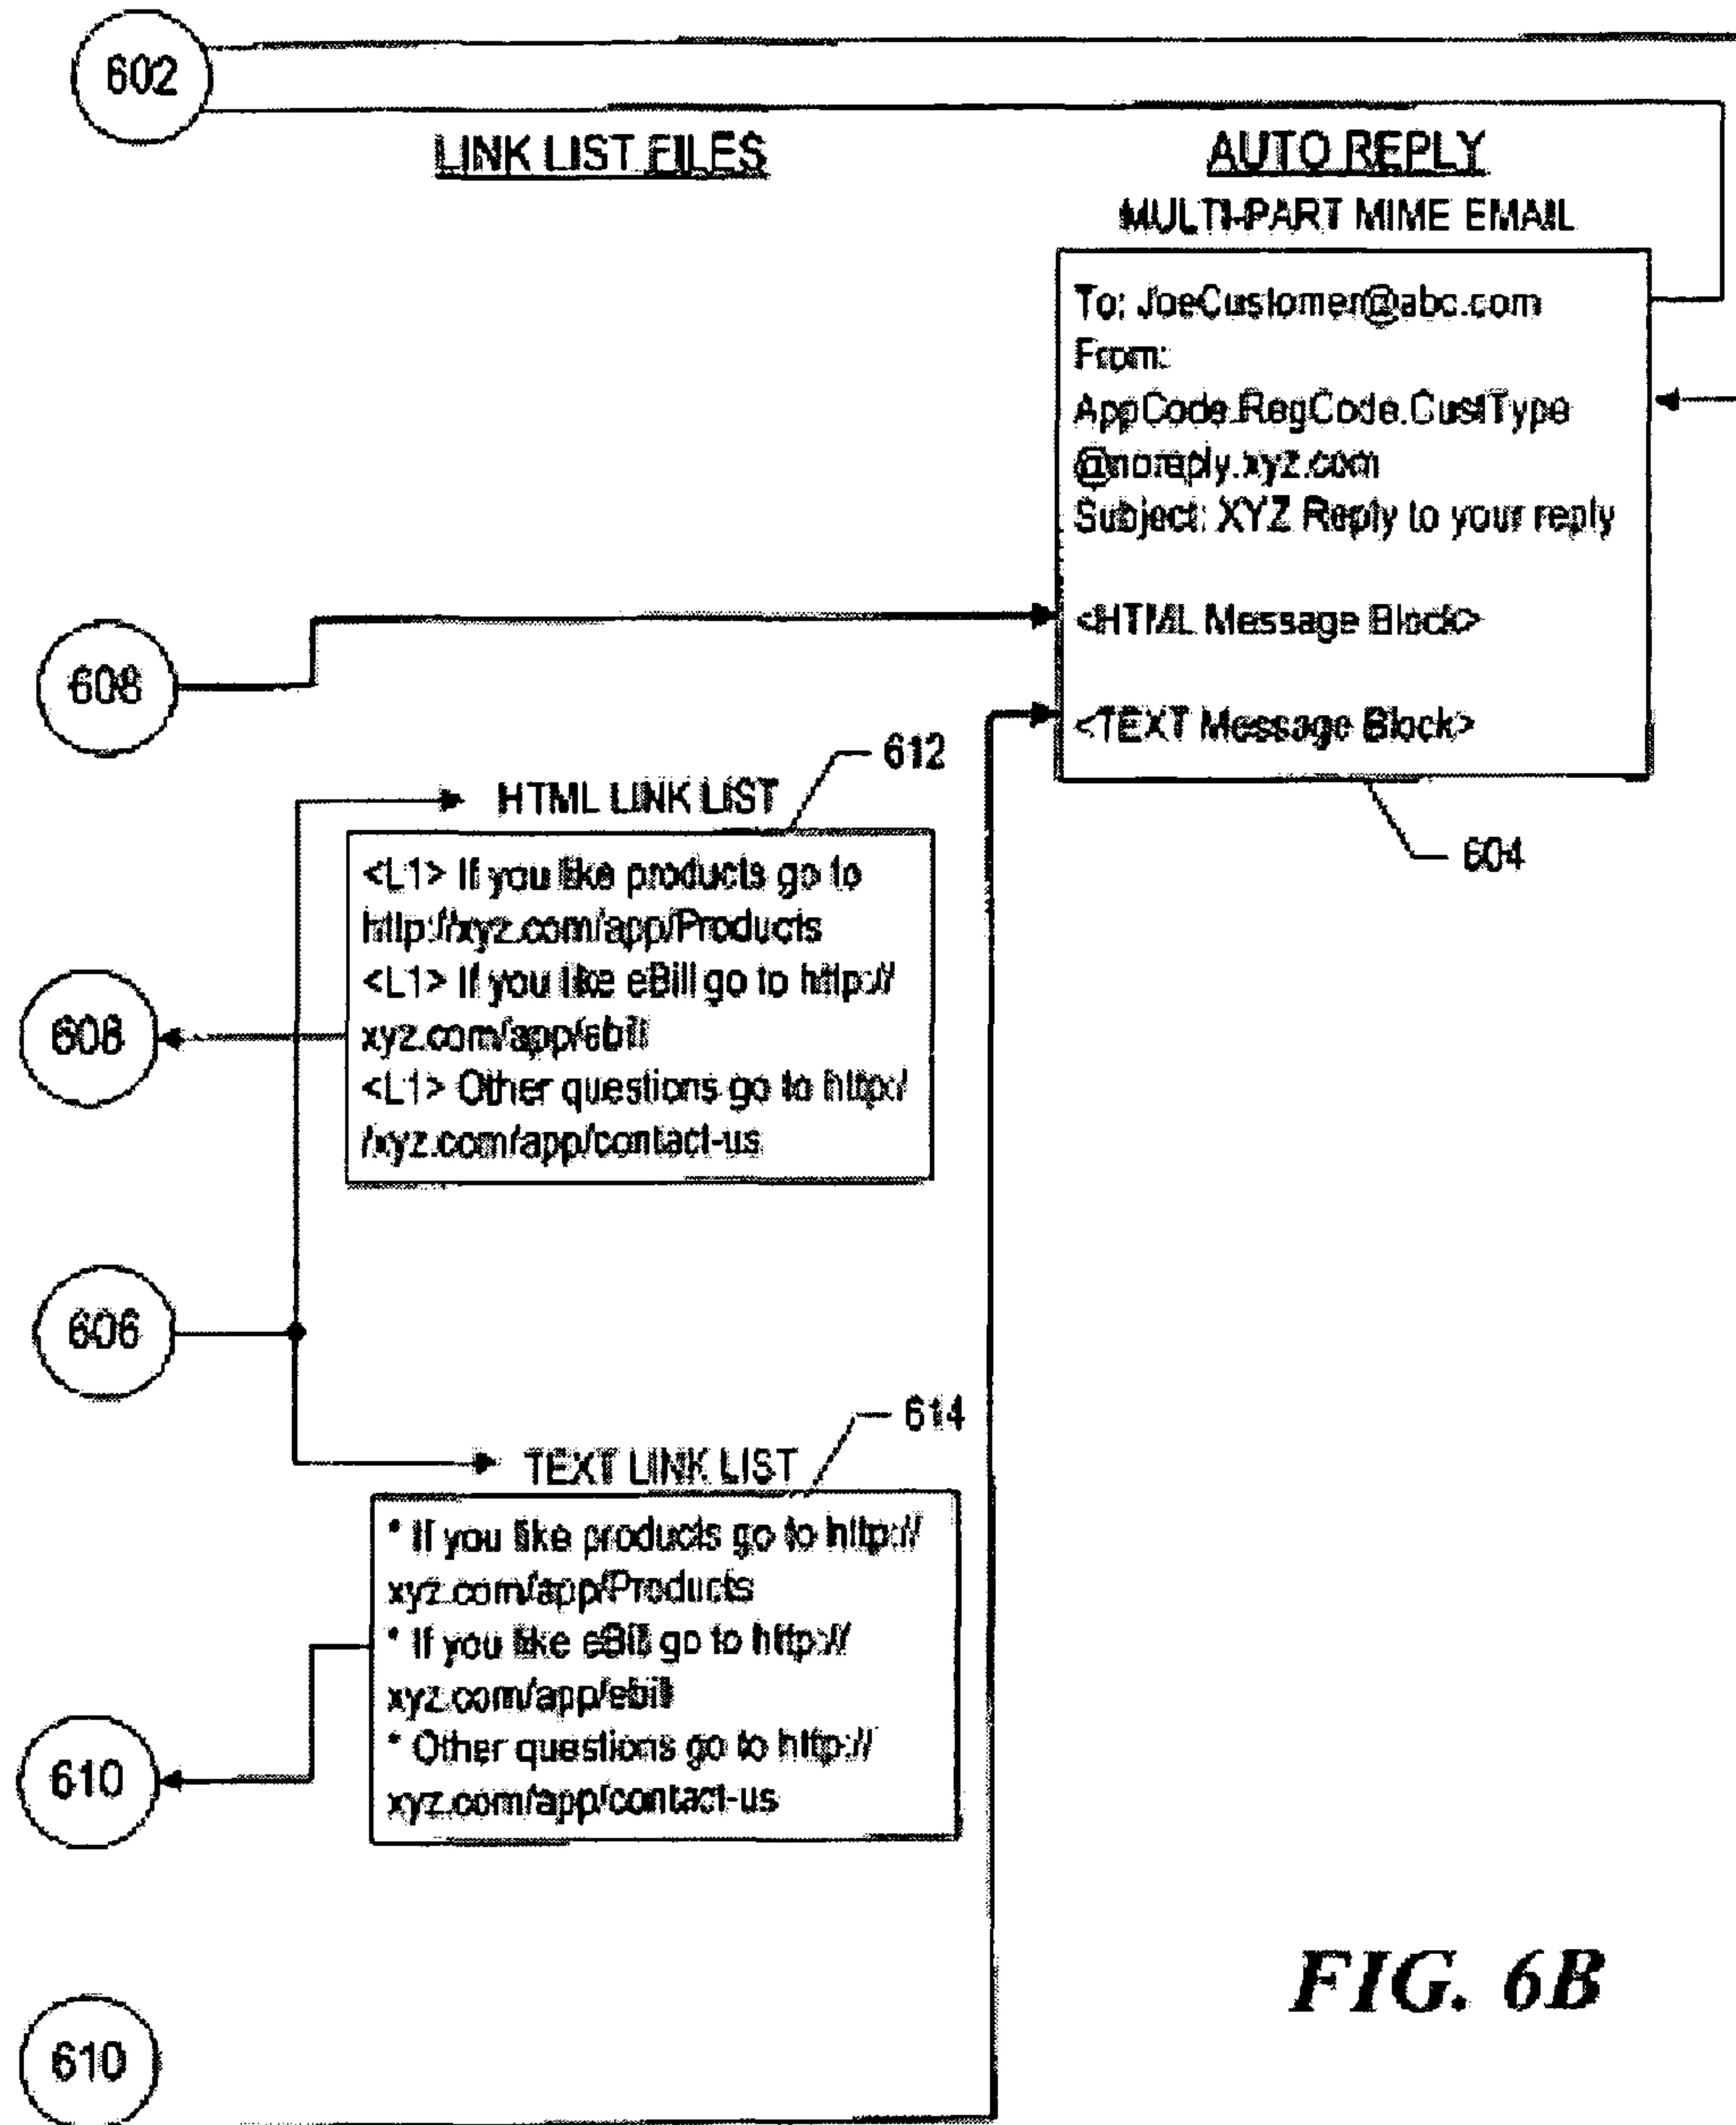 602
LINK LIST FILES
AUTO REPLY
MULTI-PART MIME EMAIL
To: JoeCustomer@abc.com
From:
AppCode.RegCode.CustType
@noreply.xyz.com
Subject: XYZ Reply to your reply
<HTML Message Block>
<TEXT Message Block>
604
608
612
HTML LINK LIST
<L1> If you like products go to
http://xyz.com/app/Products
<L1> If you like eBill go to http://
xyz.com/app/ebill
<L1> Other questions go to http:/
/xyz.com/app/contact-us
608
606
614
TEXT LINK LIST
* If you like products go to http://
xyz.com/app/Products
* If you like eBill go to http://
xyz.com/app/ebill
* Other questions go to http://
xyz.com/app/contact-us
610
610
FIG. 6B